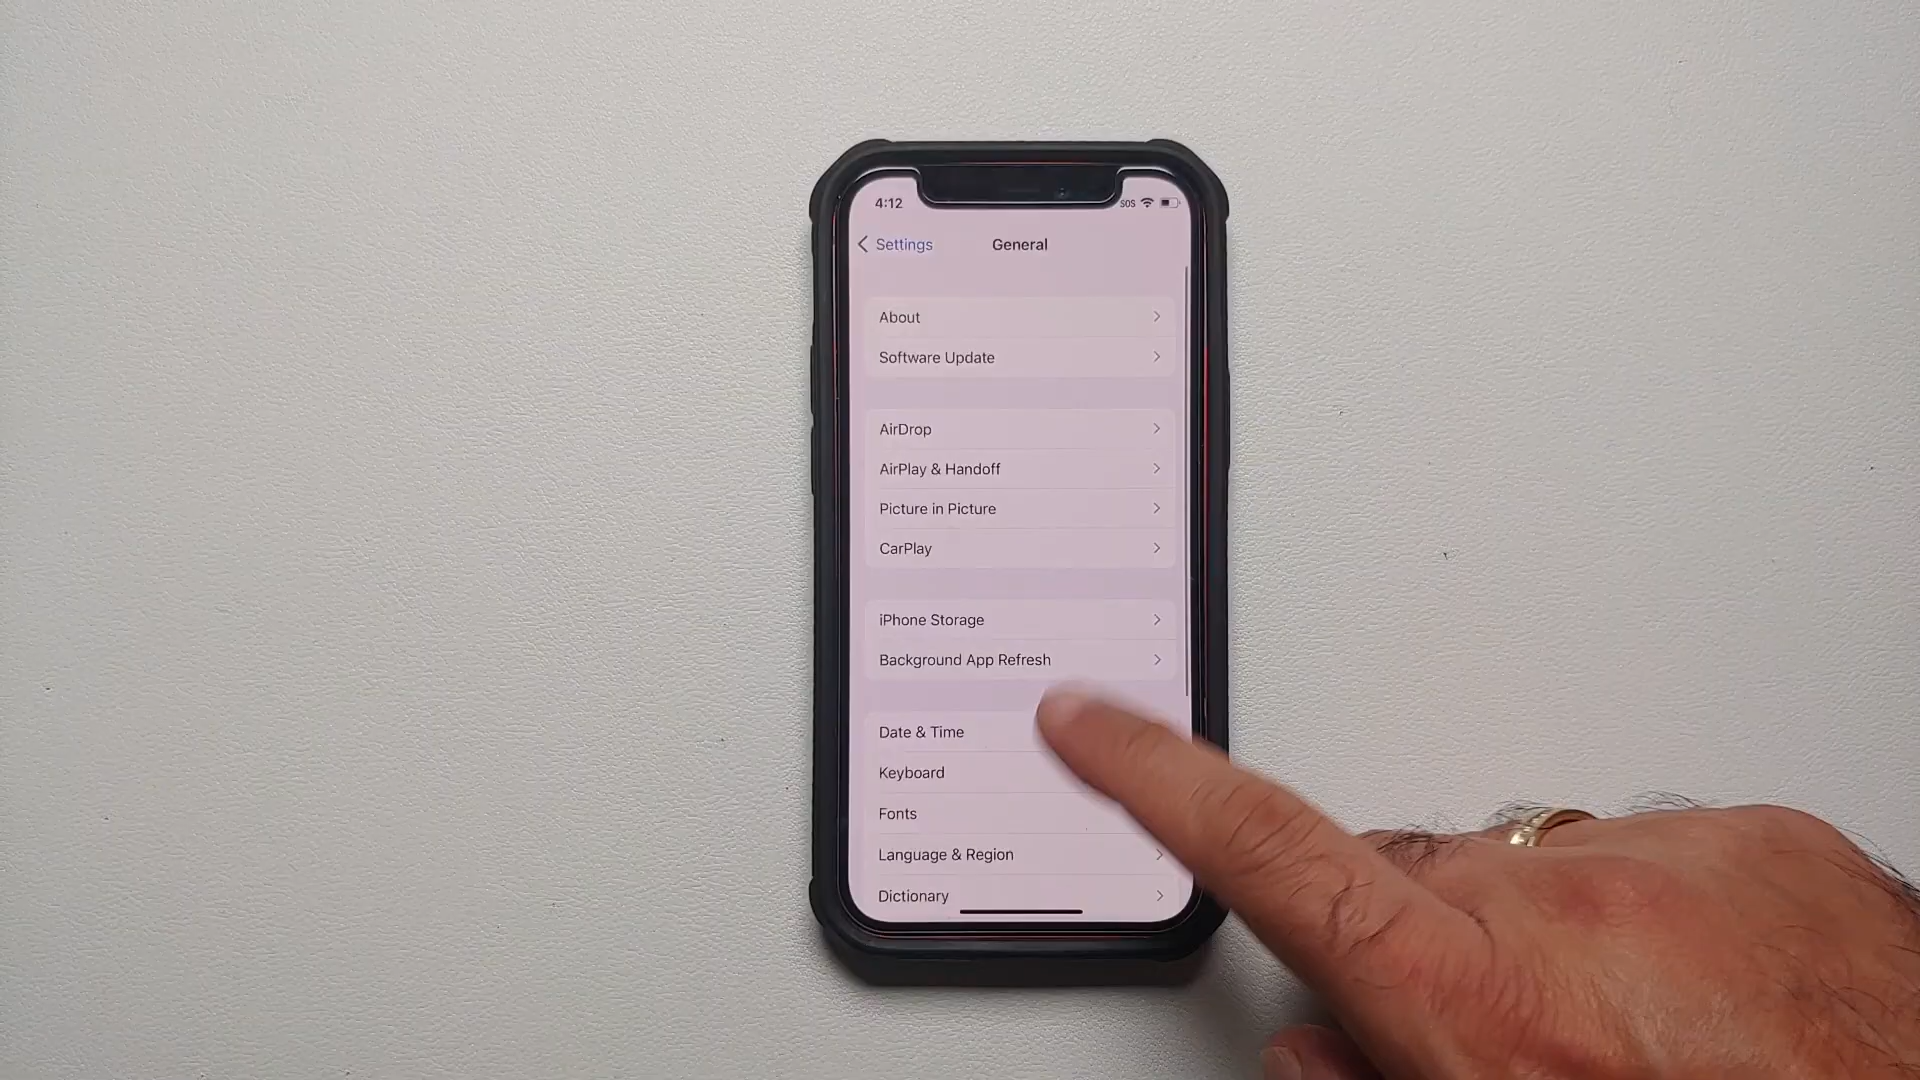 4:12 SOS
Settings General
About
Software Update
AirDrop
AirPlay & Handoff
Picture in Picture
CarPlay
iPhone Storage
Background App Refresh
Date & Time
Keyboard
Fonts
Language & Region
Dictionary